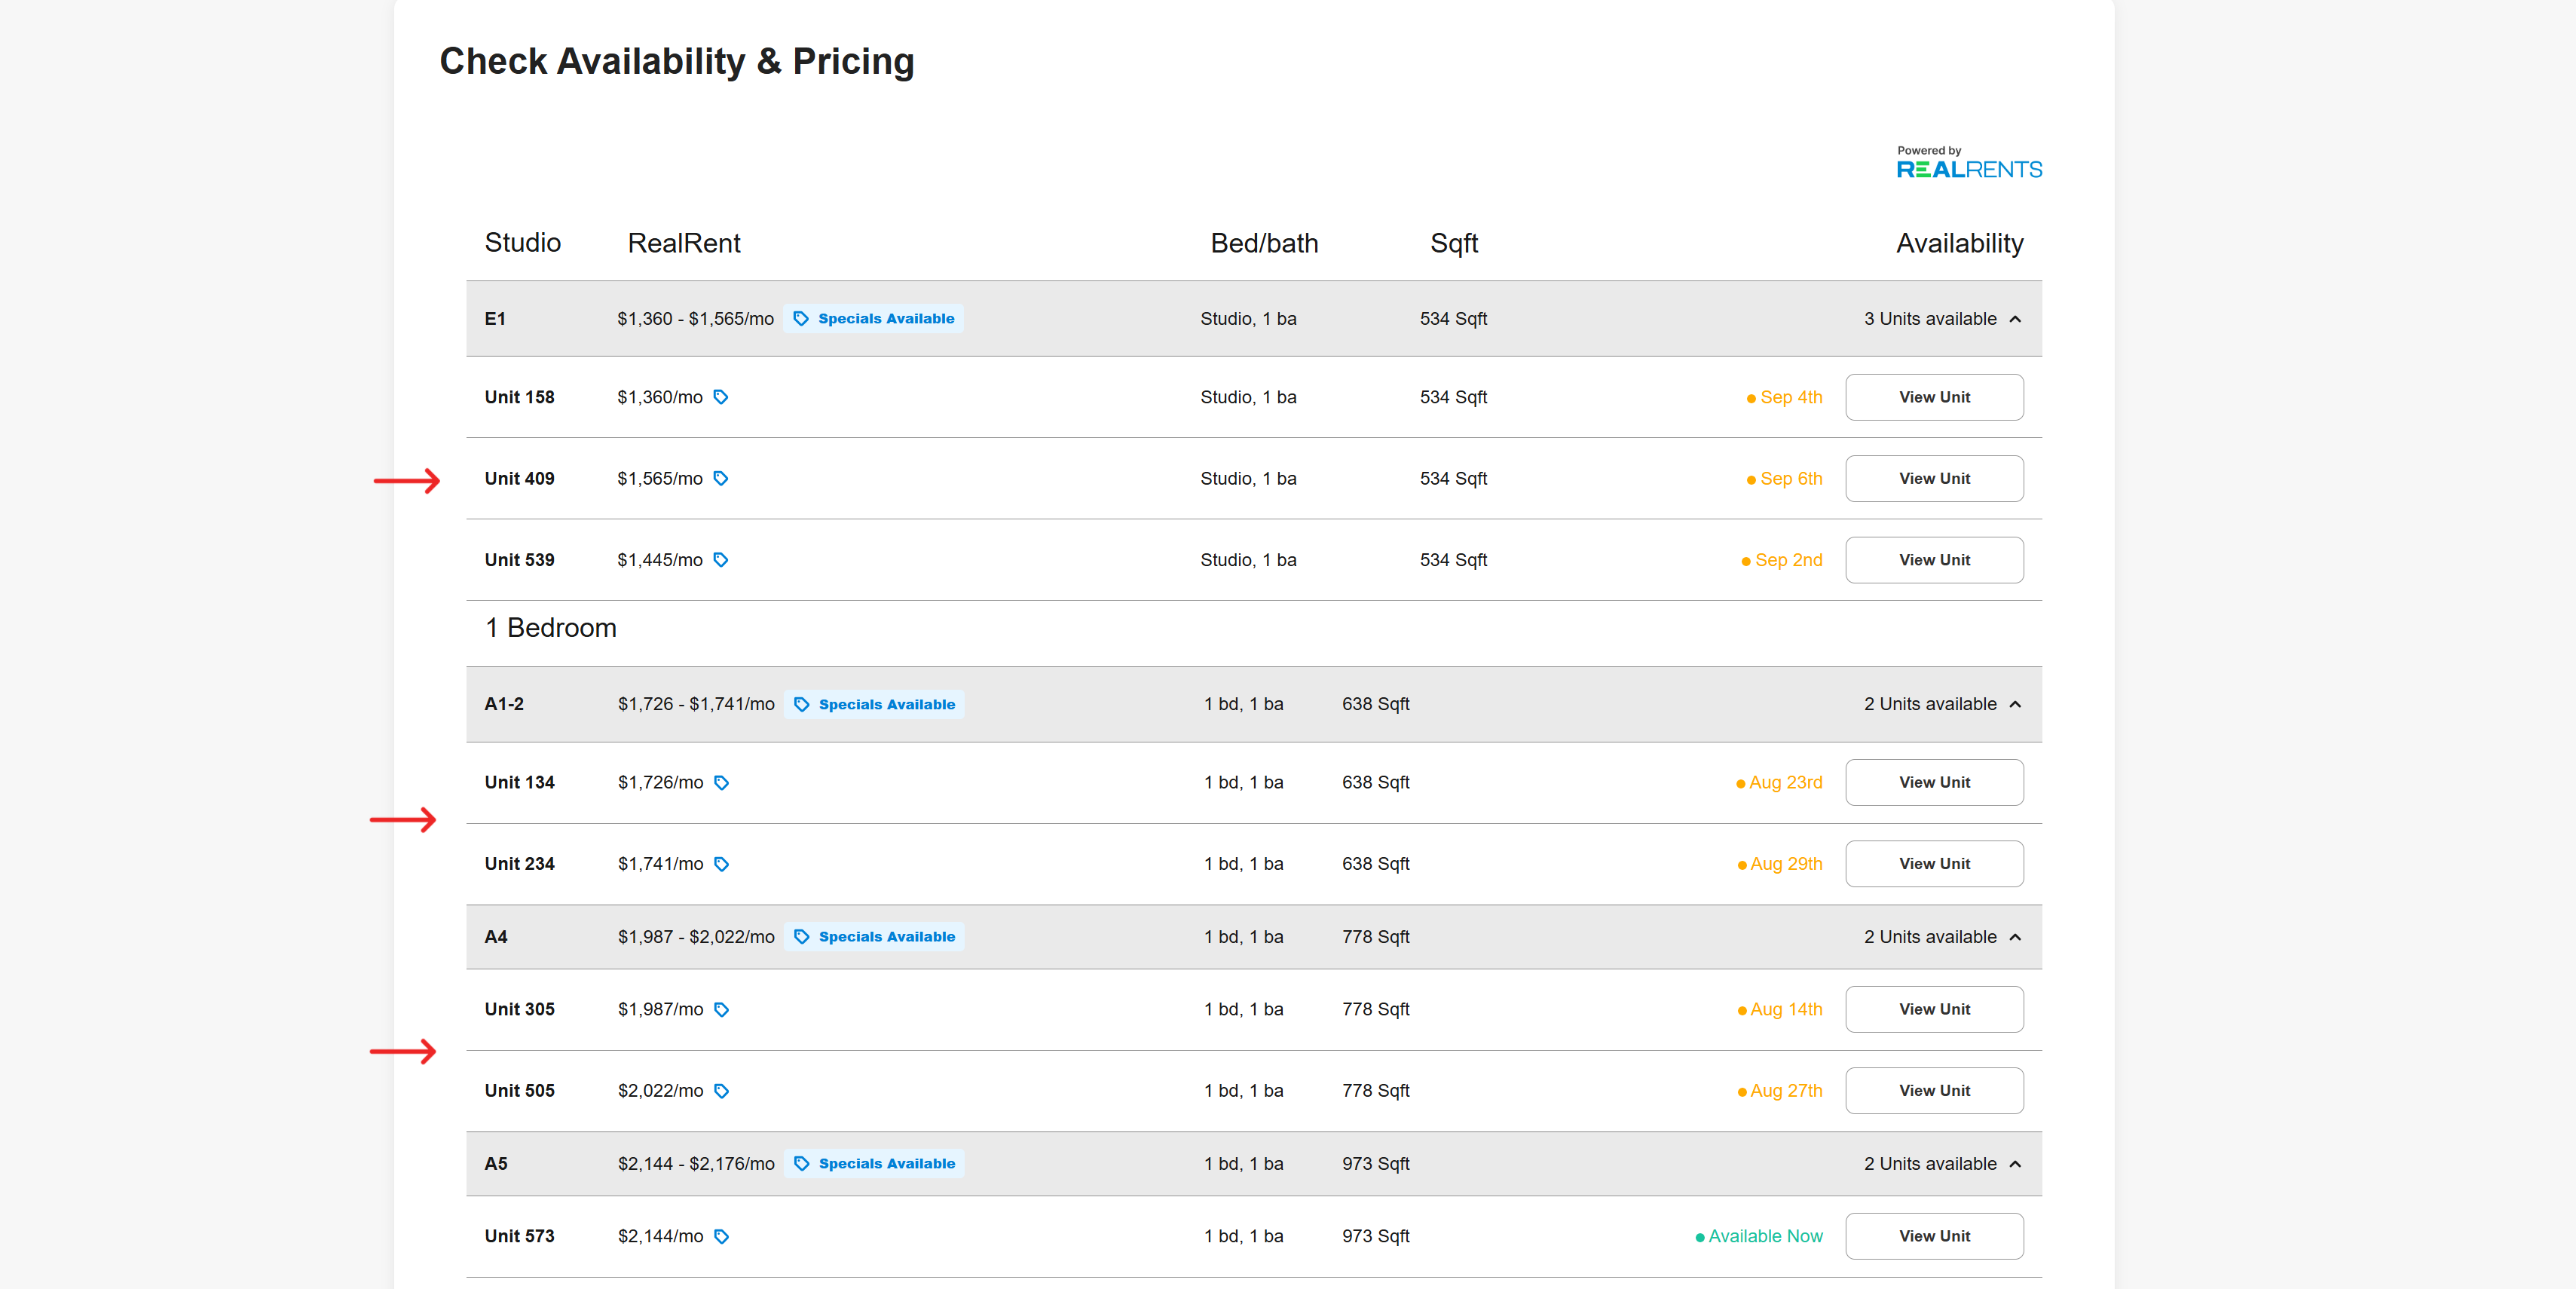 Check Availability & Pricing
Powered by
REALRENTS
Studio RealRent Bed/bath Sqft Availability
E1 $1,360 - $1,565/mo Specials Available Studio, 1 ba 534 Sqft 3 Units available
Unit 158 $1,360/mo Studio, 1 ba 534 Sqft Sep 4th View Unit
Unit 409 $1,565/mo Studio, 1 ba 534 Sqft Sep 6th View Unit
Unit 539 $1,445/mo Studio, 1 ba 534 Sqft Sep 2nd View Unit
1 Bedroom
A1-2 $1,726 - $1,741/mo Specials Available 1 bd, 1 ba 638 Sqft 2 Units available
Unit 134 $1,726/mo 1 bd, 1 ba 638 Sqft Aug 23rd View Unit
Unit 234 $1,741/mo 1 bd, 1 ba 638 Sqft Aug 29th View Unit
A4 $1,987 - $2,022/mo Specials Available 1 bd, 1 ba 778 Sqft 2 Units available
Unit 305 $1,987/mo 1 bd, 1 ba 778 Sqft Aug 14th View Unit
Unit 505 $2,022/mo 1 bd, 1 ba 778 Sqft Aug 27th View Unit
A5 $2,144 - $2,176/mo Specials Available 1 bd, 1 ba 973 Sqft 2 Units available
Unit 573 $2,144/mo 1 bd, 1 ba 973 Sqft Available Now View Unit